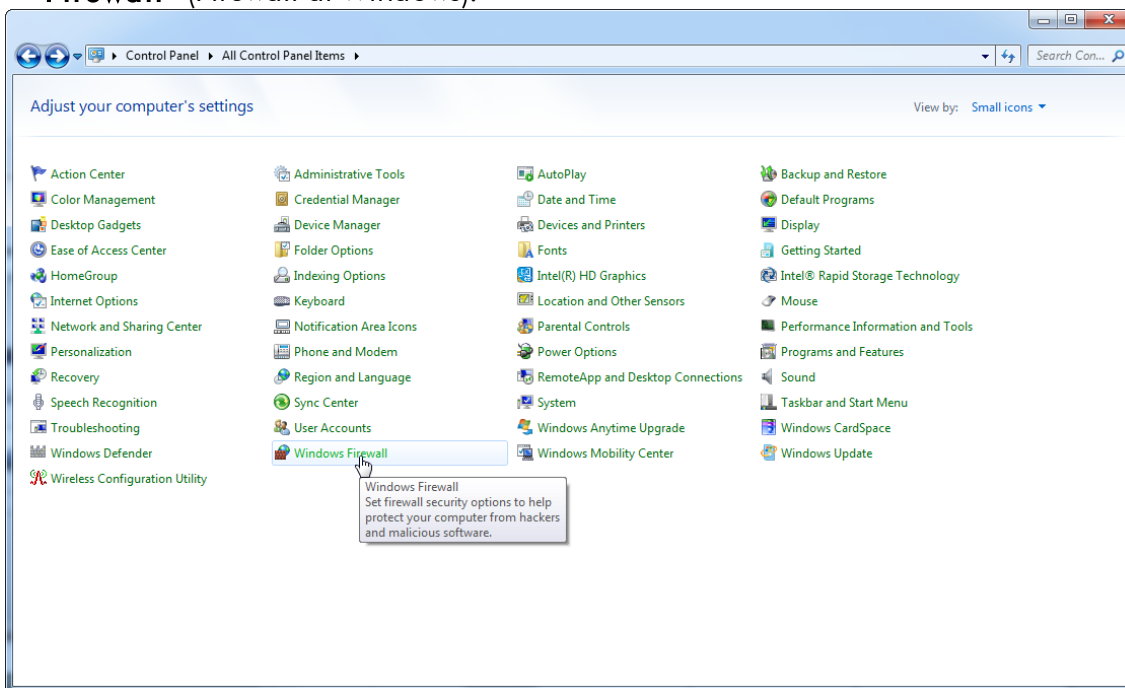 Firewall" (Firewall di Windows).
Control Panel All Control Panel Items
Search Con...
Adjust your computer's settings
View by: Small icons
Action Center
Administrative Tools
AutoPlay
Backup and Restore
Color Management
Credential Manager
Date and Time
Default Programs
Desktop Gadgets
Device Manager
Devices and Printers
Display
Ease of Access Center
Folder Options
Fonts
Getting Started
HomeGroup
Indexing Options
Intel(R) HD Graphics
Intel® Rapid Storage Technology
Internet Options
Keyboard
Location and Other Sensors
Mouse
Network and Sharing Center
Notification Area Icons
Parental Controls
Performance Information and Tools
Personalization
Phone and Modem
Power Options
Programs and Features
Recovery
Region and Language
RemoteApp and Desktop Connections
Sound
Speech Recognition
Sync Center
System
Taskbar and Start Menu
Troubleshooting
User Accounts
Windows Anytime Upgrade
Windows CardSpace
Windows Defender
Windows Firewall
Windows Mobility Center
Windows Update
Wireless Configuration Utility
Windows Firewall
Set firewall security options to help
protect your computer from hackers
and malicious software.